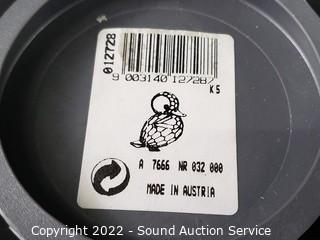 012728
9 003140 127287
K5
A 7666 NR 032 000
MADE IN AUSTRIA
Copyright 2022 - Sound Auction Service